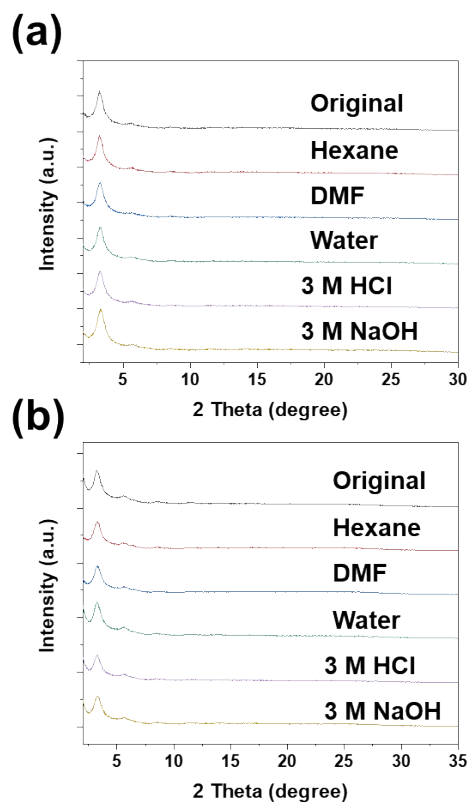 (a)
Original
Hexane
DMF
Water
3 M HCl
3 M NaOH
Intensity (a.u.)
5 10 15 20 25 30
2 Theta (degree)
(b)
Original
Hexane
DMF
Water
3 M HCl
3 M NaOH
Intensity (a.u.)
5 10 15 20 25 30 35
2 Theta (degree)